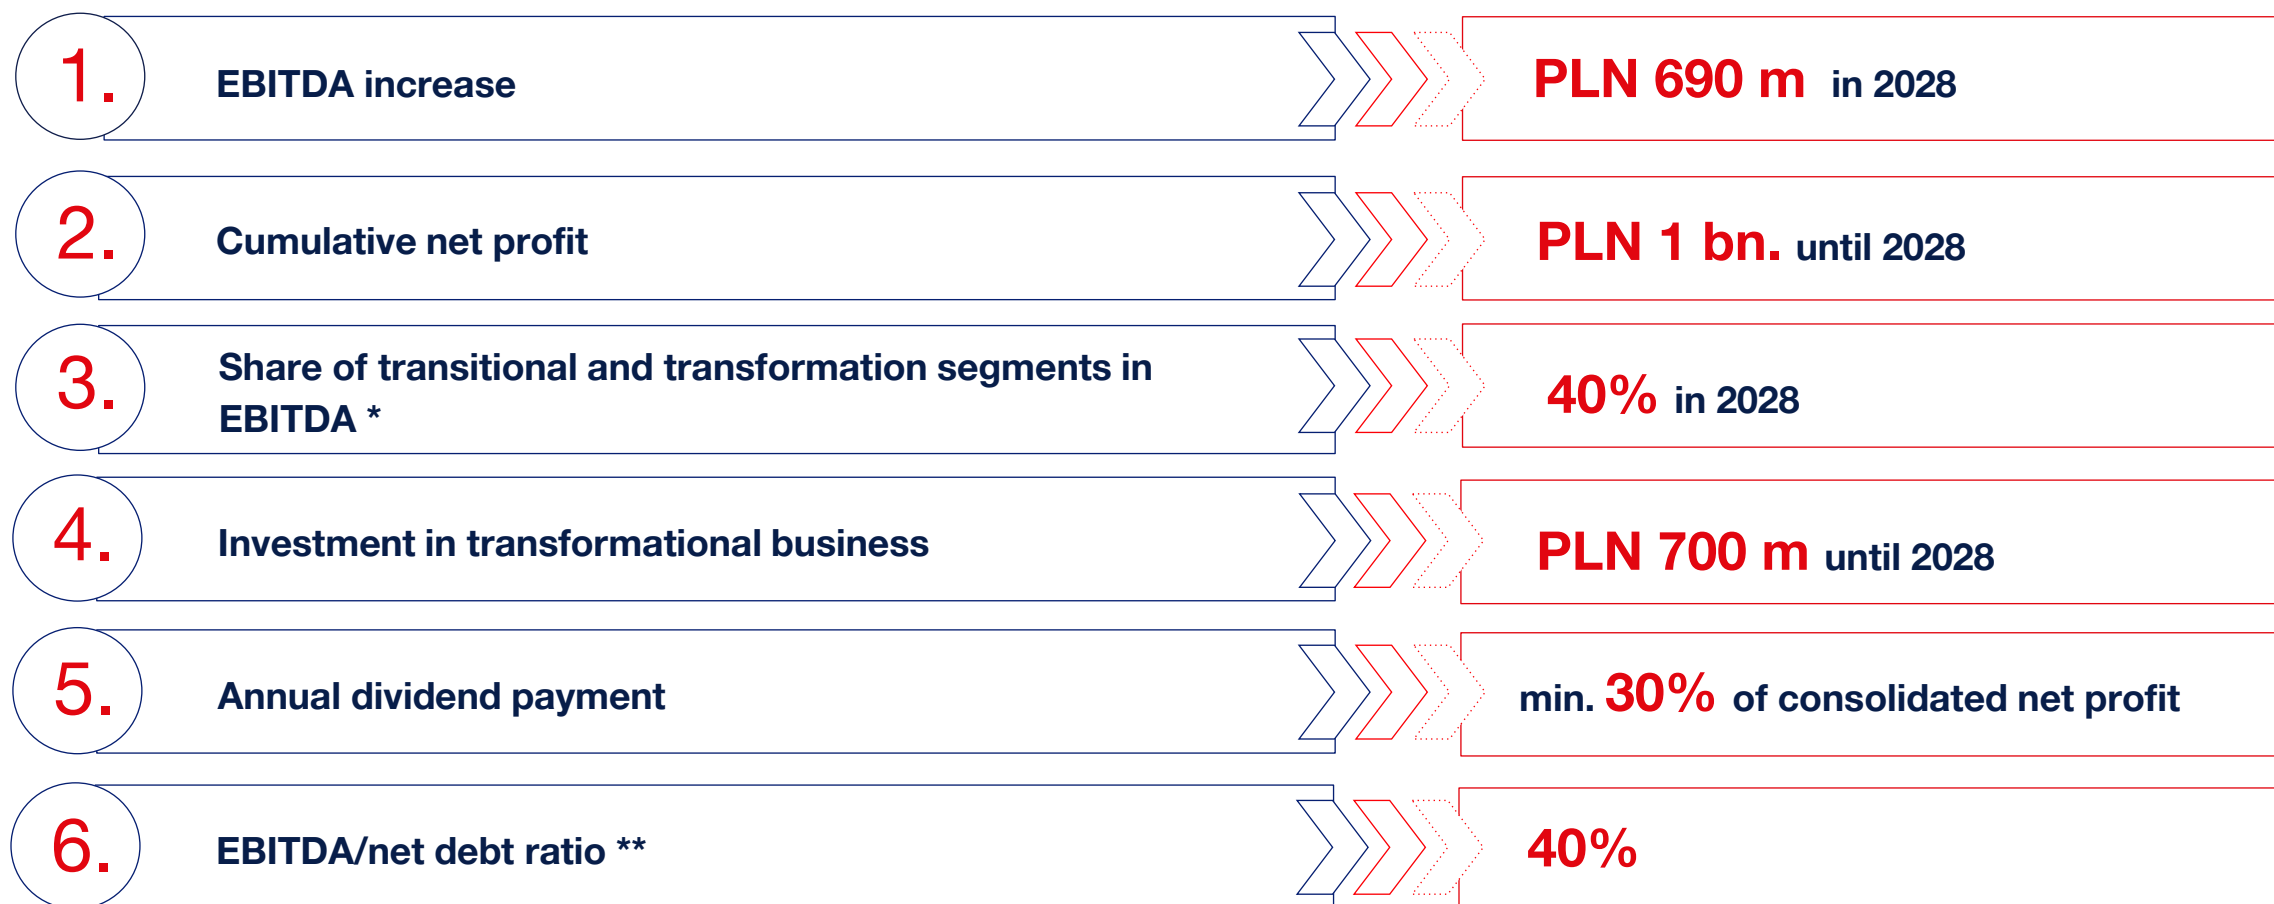 1. EBITDA increase PLN 690 m in 2028
2. Cumulative net profit PLN 1 bn. until 2028
3. Share of transitional and transformation segments in
EBITDA * 40% in 2028
4. Investment in transformational business PLN 700 m until 2028
5. Annual dividend payment min. 30% of consolidated net profit
6. EBITDA/net debt ratio ** 40%